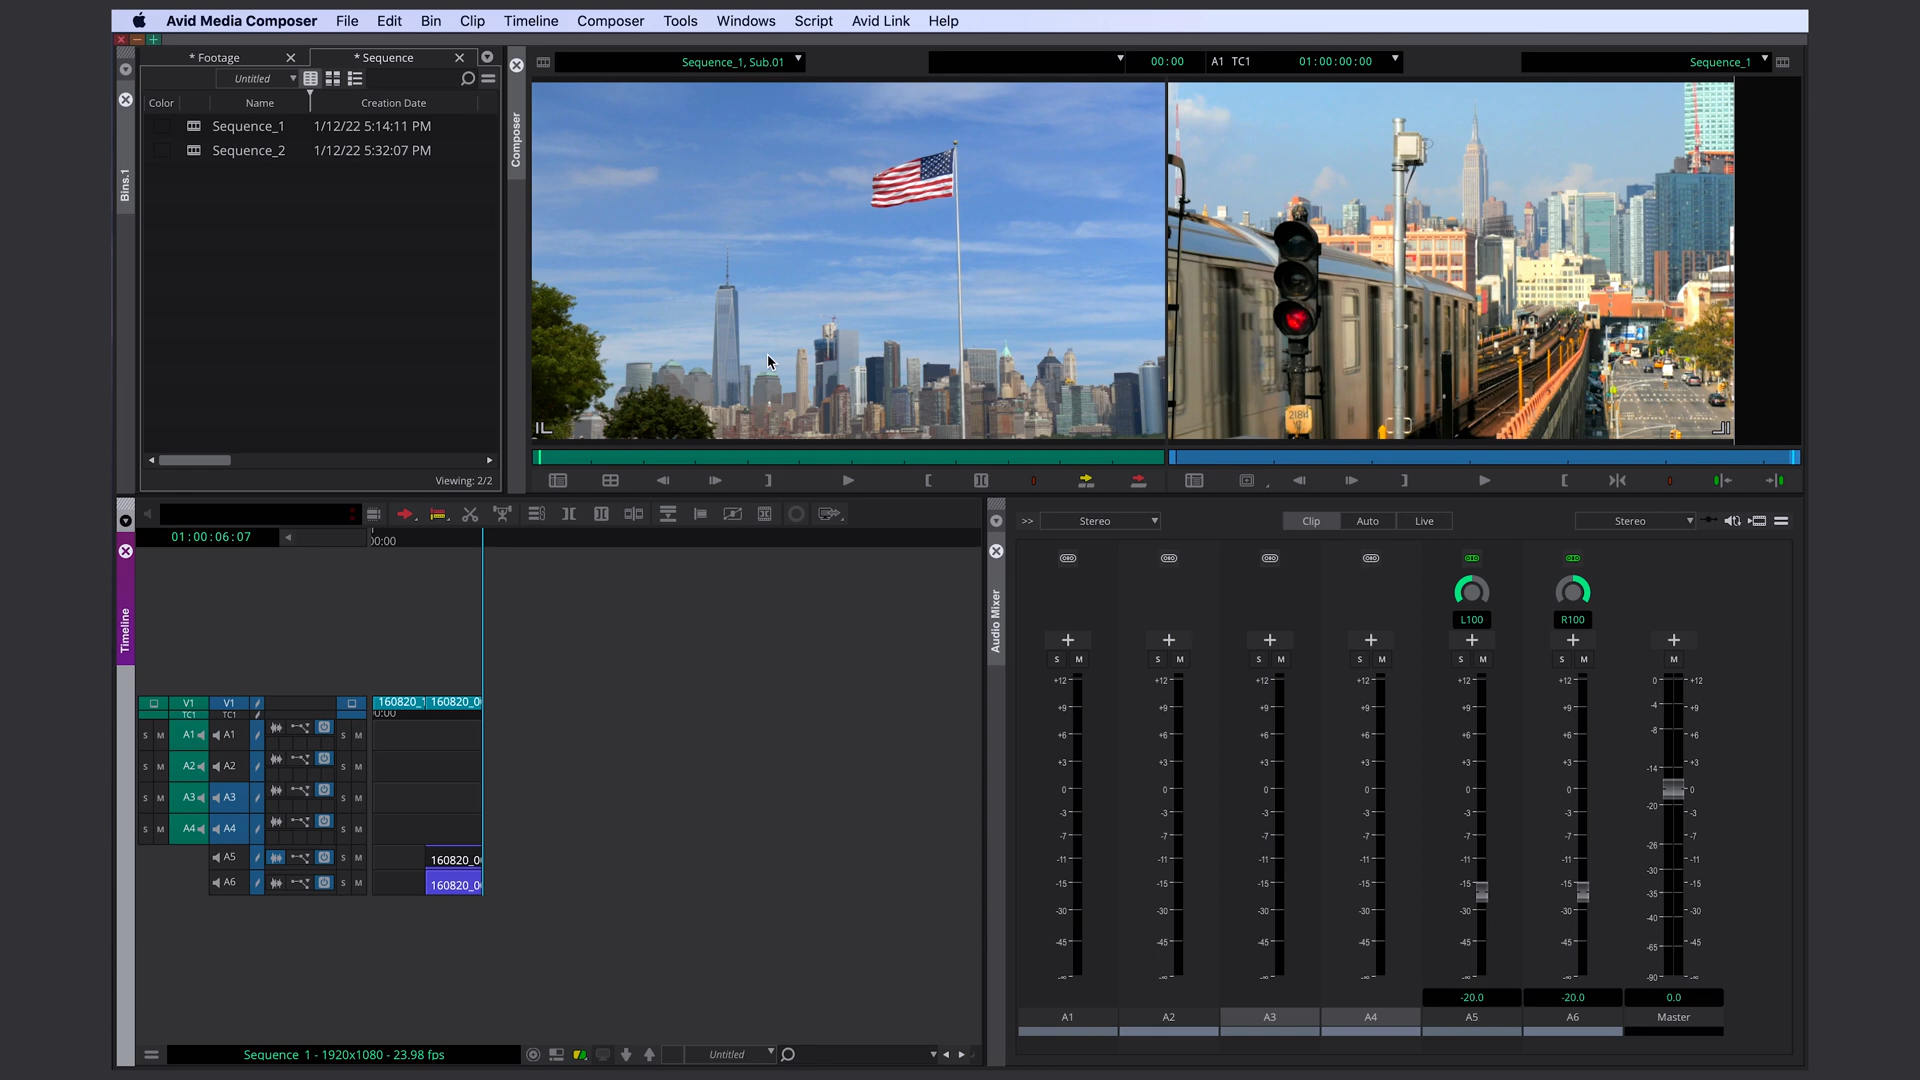 Avid Media Composer File Edit Bin Clip Timeline Composer Tools Windows Script Avid Link Help
* Footage * Sequence
Untitled
Color Name Creation Date
Sequence_1 1/12/22 5:14:11 PM
Sequence_2 1/12/22 5:32:07 PM
Viewing: 2/2
Bins.1
Composer
Sequence_1, Sub.01 00:00 A1 TC1 01:00:00:00 Sequence_1
2184
Timeline
01:00:06:07
00:00
V1 V1
TC1 TC1
160820_1 160820_0
0:00
S M A1 A1 S M
S M A2 A2 S M
S M A3 A3 S M
S M A4 A4 S M
A5 S M 160820_0
A6 S M 160820_0
Sequence_1 - 1920x1080 - 23.98 fps
Untitled
Audio Mixer
>> Stereo Clip Auto Live Stereo
L100 R100
S M S M S M S M S M S M M
+12 +12 +12 +12 +12 +12 0 +12
+9 +9 +9 +9 +9 +9 -4 +9
+6 +6 +6 +6 +6 +6 -8 +6
+3 +3 +3 +3 +3 +3 -14 +3
0 0 0 0 0 0 0
-3 -3 -3 -3 -3 -3 -20 -3
-7 -7 -7 -7 -7 -7 -26 -7
-11 -11 -11 -11 -11 -11 -11
-15 -15 -15 -15 -15 -15 -30 -15
-35
-30 -30 -30 -30 -30 -30 -40 -30
-45 -45 -45 -45 -45 -45 -65 -45
-∞ -∞ -∞ -∞ -∞ -∞ -90 -∞
-20.0 -20.0 0.0
A1 A2 A3 A4 A5 A6 Master